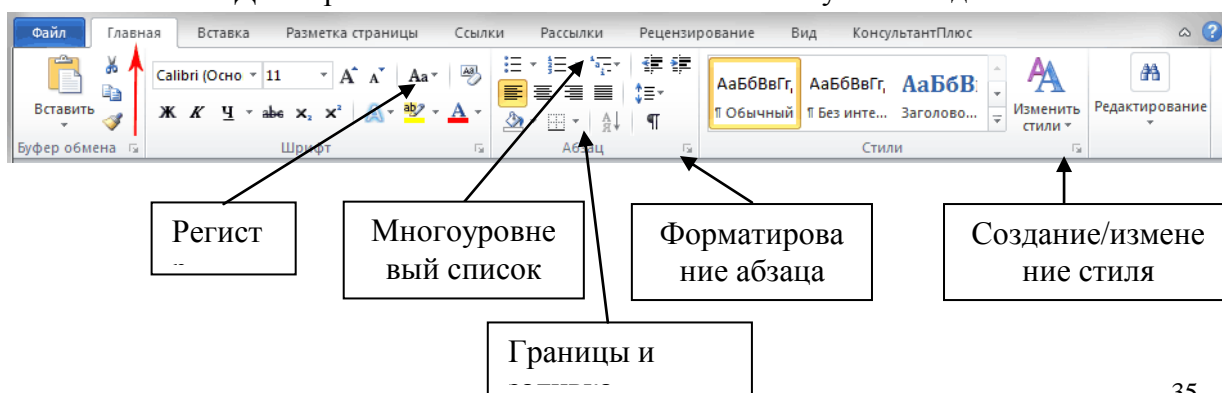 Файл Главная Вставка Разметка страницы Ссылки Рассылки Рецензирование Вид КонсультантПлюс
Calibri (Осно 11 Аа
Вставить
Ж К Ч abc x₂ x² ab А
АаБбВвГг, АаБбВвГг, АаБбВ
¶ Обычный ¶ Без инте... Заголово...
Изменить
стили
Редактирование
Буфер обмена Шрифт Абзац Стили
Регист
Многоуровне
вый список
Форматирова
ние абзаца
Создание/измене
ние стиля
Границы и
35